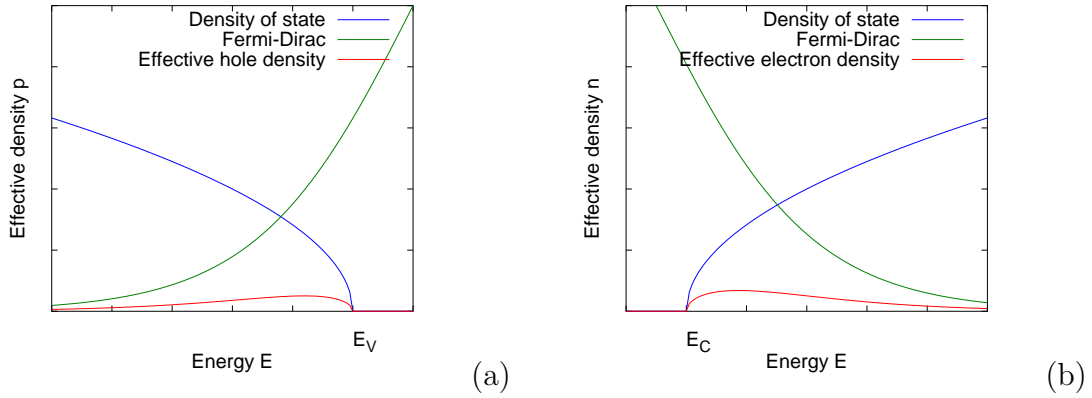 Density of state
Fermi-Dirac
Effective hole density
Effective density p
E_V
Energy E
(a)
Density of state
Fermi-Dirac
Effective electron density
Effective density n
E_C
Energy E
(b)